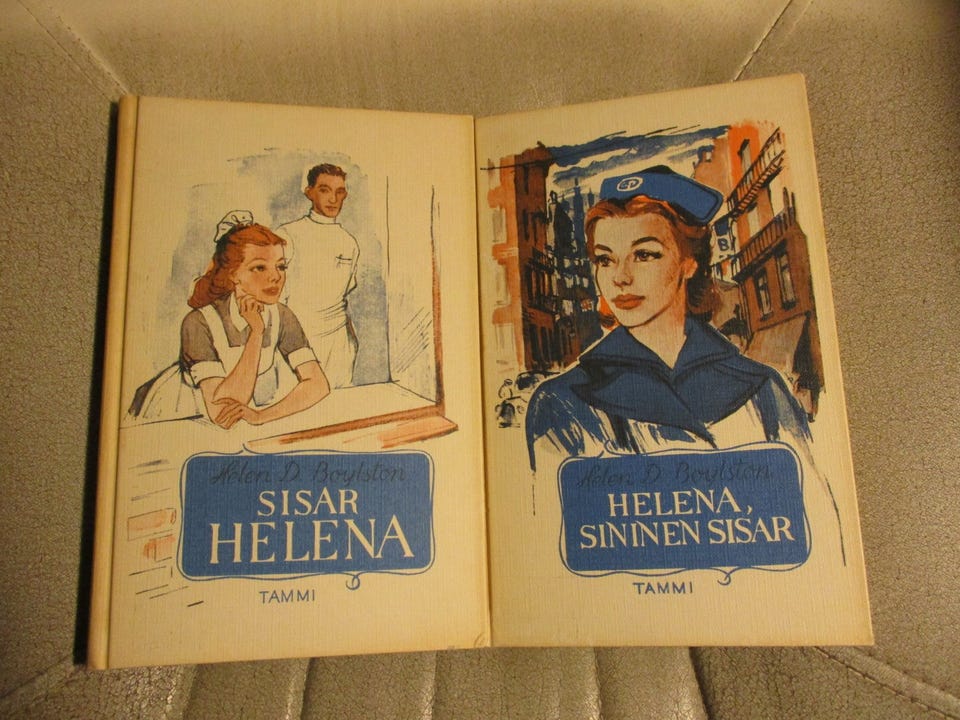 Helen D. Boylston
SISAR
HELENA
TAMMI
B
Helen D. Boylston
HELENA,
SININEN SISAR
TAMMI